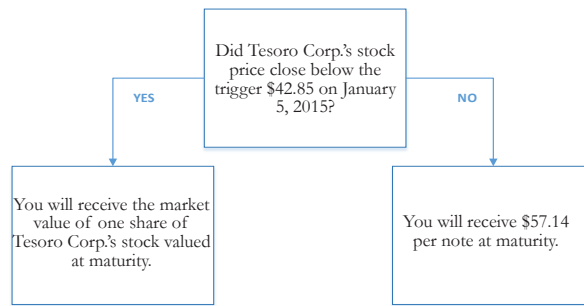 Did Tesoro Corp.'s stock
price close below the
trigger $42.85 on January
5, 2015?
YES
NO
You will receive the market
value of one share of
Tesoro Corp.'s stock valued
at maturity.
You will receive $57.14
per note at maturity.